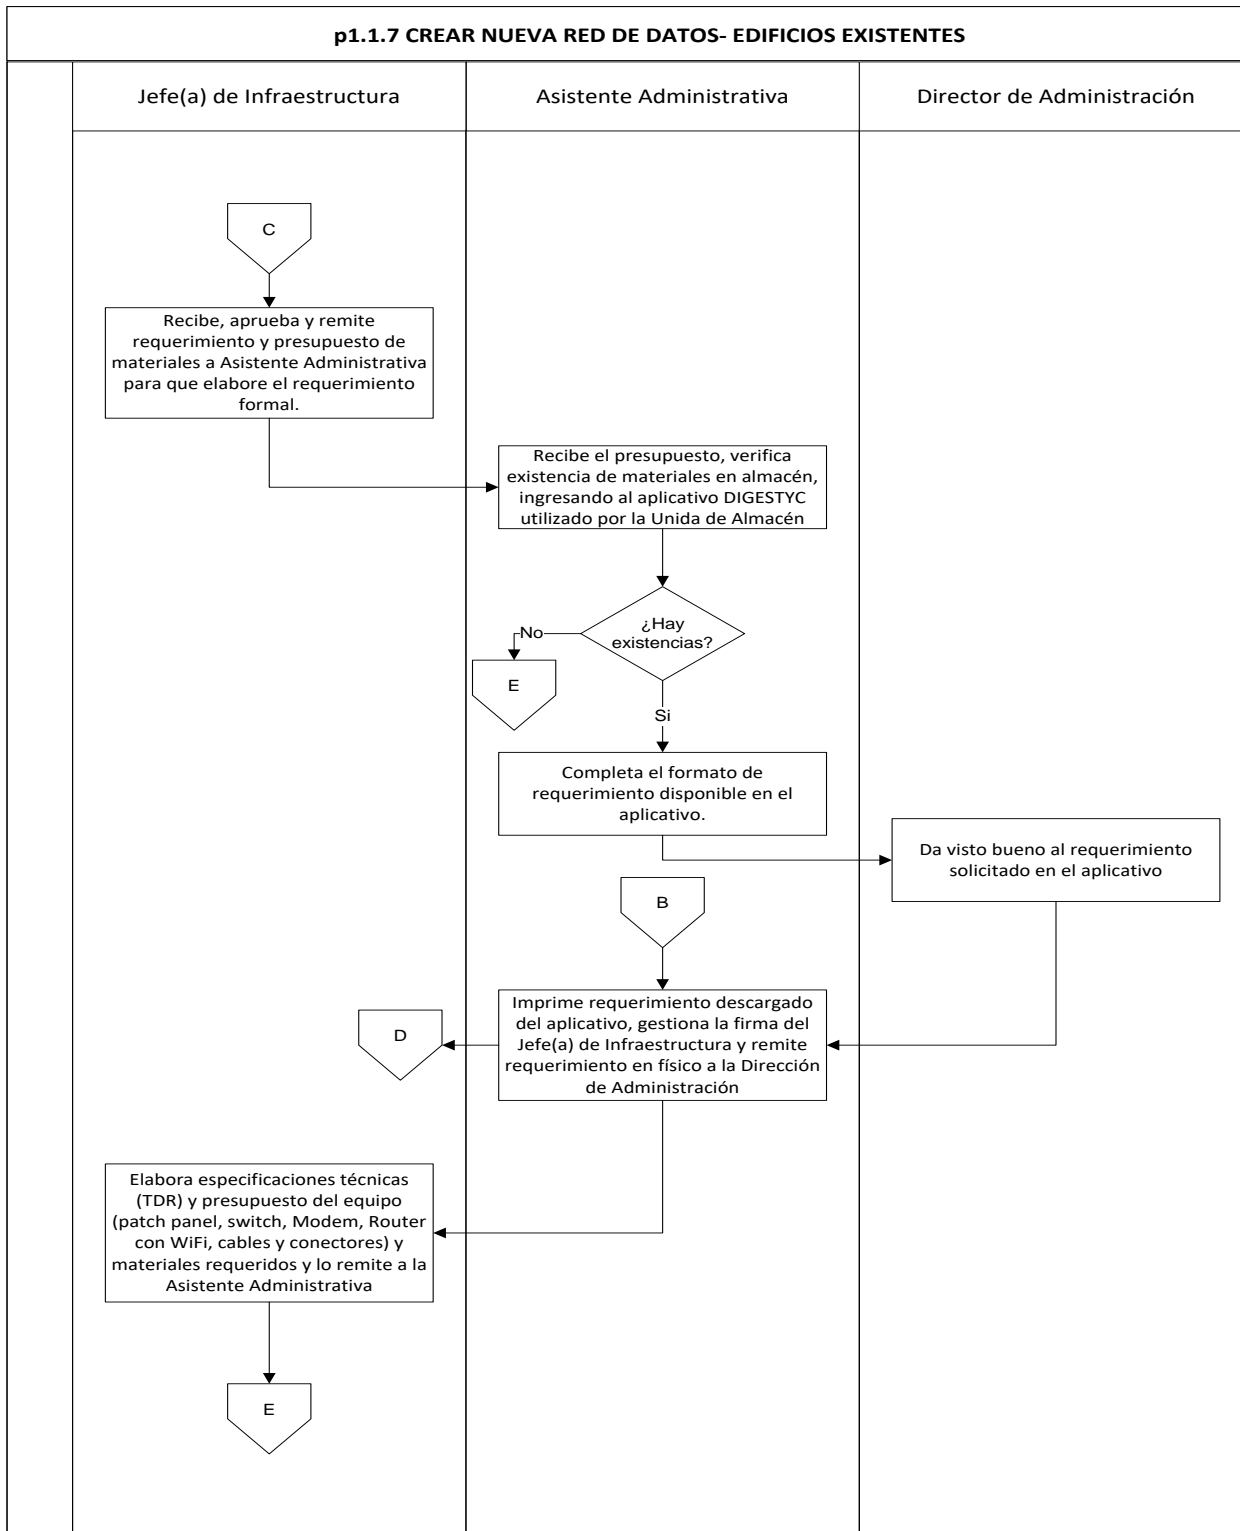 p1.1.7 CREAR NUEVA RED DE DATOS- EDIFICIOS EXISTENTES
Jefe(a) de Infraestructura
Asistente Administrativa
Director de Administración
C
Recibe, aprueba y remite
requerimiento y presupuesto de
materiales a Asistente Administrativa
para que elabore el requerimiento
formal.
Recibe el presupuesto, verifica
existencia de materiales en almacén,
ingresando al aplicativo DIGESTYC
utilizado por la Unida de Almacén
¿Hay
existencias?
No
E
Si
Completa el formato de
requerimiento disponible en el
aplicativo.
Da visto bueno al requerimiento
solicitado en el aplicativo
B
Imprime requerimiento descargado
del aplicativo, gestiona la firma del
Jefe(a) de Infraestructura y remite
requerimiento en físico a la Dirección
de Administración
D
Elabora especificaciones técnicas
(TDR) y presupuesto del equipo
(patch panel, switch, Modem, Router
con WiFi, cables y conectores) y
materiales requeridos y lo remite a la
Asistente Administrativa
E